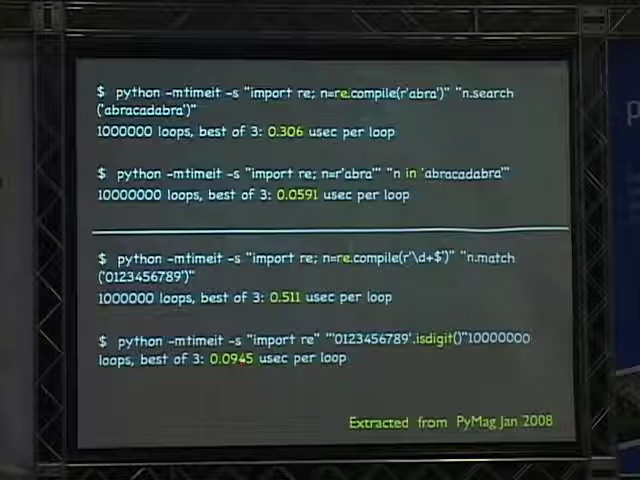 $ python -mtimeit -s "import re; n=re.compile(r'abra')" "n.search
('abracadabra')"
1000000 loops, best of 3: 0.306 usec per loop
$ python -mtimeit -s "import re; n=r'abra'" "n in 'abracadabra'"
10000000 loops, best of 3: 0.0591 usec per loop
$ python -mtimeit -s "import re; n=re.compile(r'\d+$')" "n.match
('0123456789')"
1000000 loops, best of 3: 0.511 usec per loop
$ python -mtimeit -s "import re" "'0123456789'.isdigit()"10000000
loops, best of 3: 0.0945 usec per loop
Extracted from PyMag Jan 2008
p